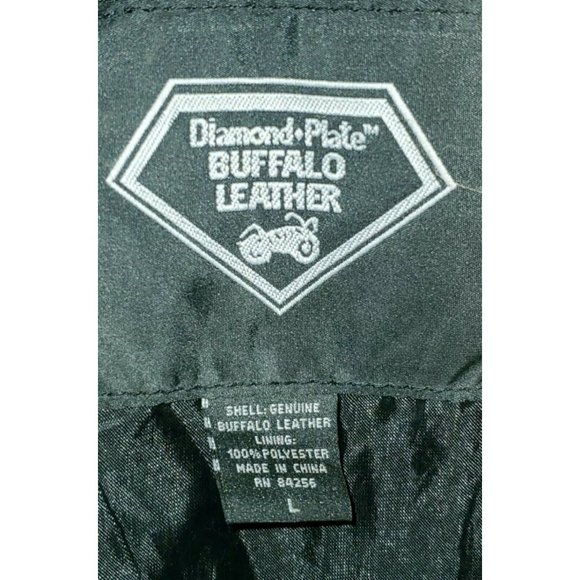 Diamond♦Plate™
BUFFALO
LEATHER
SHELL: GENUINE
BUFFALO LEATHER
LINING:
100% POLYESTER
MADE IN CHINA
RN 84256
L